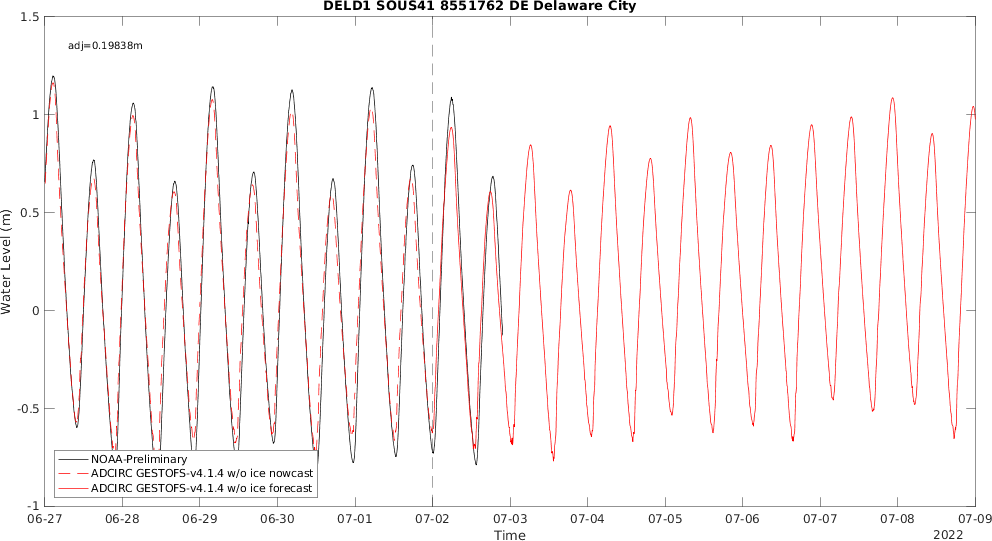 DELD1 SOUS41 8551762 DE Delaware City
adj=0.19838m
1.5
1
0.5
0
-0.5
-1
Water Level (m)
NOAA-Preliminary
ADCIRC GESTOFS-v4.1.4 w/o ice nowcast
ADCIRC GESTOFS-v4.1.4 w/o ice forecast
06-27 06-28 06-29 06-30 07-01 07-02 07-03 07-04 07-05 07-06 07-07 07-08 07-09
Time
2022